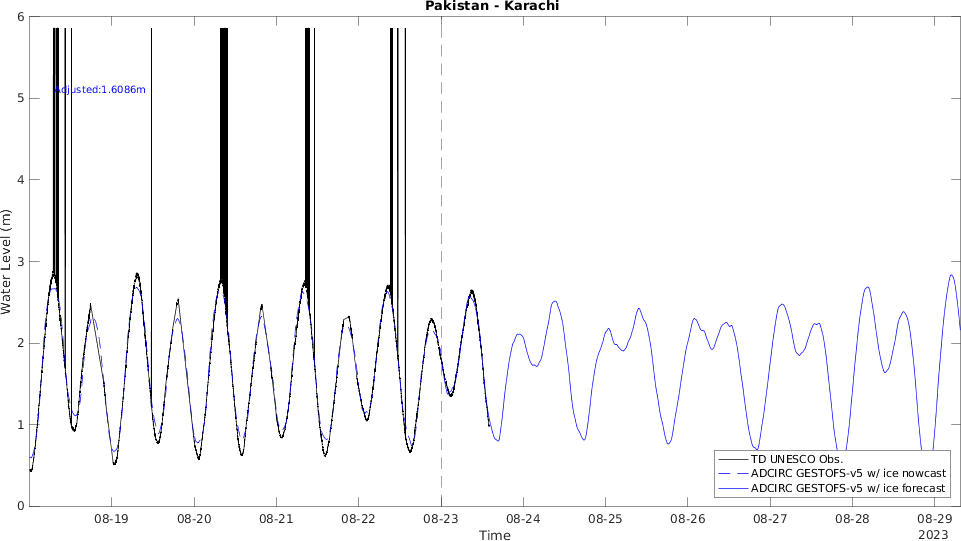 Pakistan - Karachi
6
5
4
3
2
1
0
Water Level (m)
Adjusted:1.6086m
TD UNESCO Obs.
ADCIRC GESTOFS-v5 w/ ice nowcast
ADCIRC GESTOFS-v5 w/ ice forecast
08-19 08-20 08-21 08-22 08-23 08-24 08-25 08-26 08-27 08-28 08-29
Time
2023